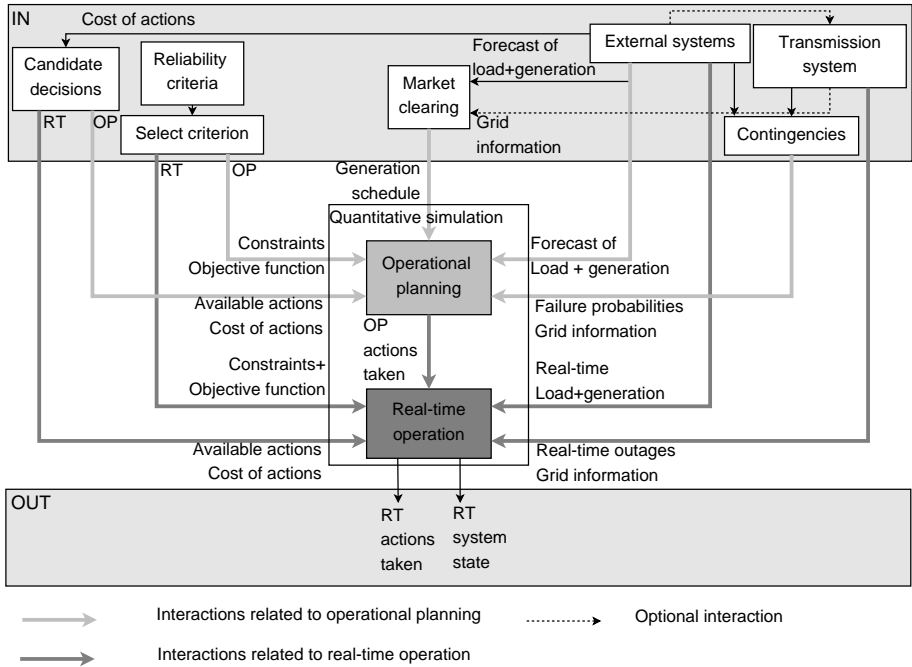 IN
Cost of actions
Candidate
decisions
Reliability
criteria
Select criterion
RT
OP
RT
OP
Market
clearing
Forecast of
load+generation
External systems
Transmission
system
Contingencies
Grid
information
Generation
schedule
Quantitative simulation
Constraints
Objective function
Operational
planning
Forecast of
Load + generation
Available actions
Cost of actions
Failure probabilities
Grid information
OP
actions
taken
Constraints+
Objective function
Real-time
Load+generation
Real-time
operation
Available actions
Cost of actions
Real-time outages
Grid information
OUT
RT
actions
taken
RT
system
state
Interactions related to operational planning
Optional interaction
Interactions related to real-time operation